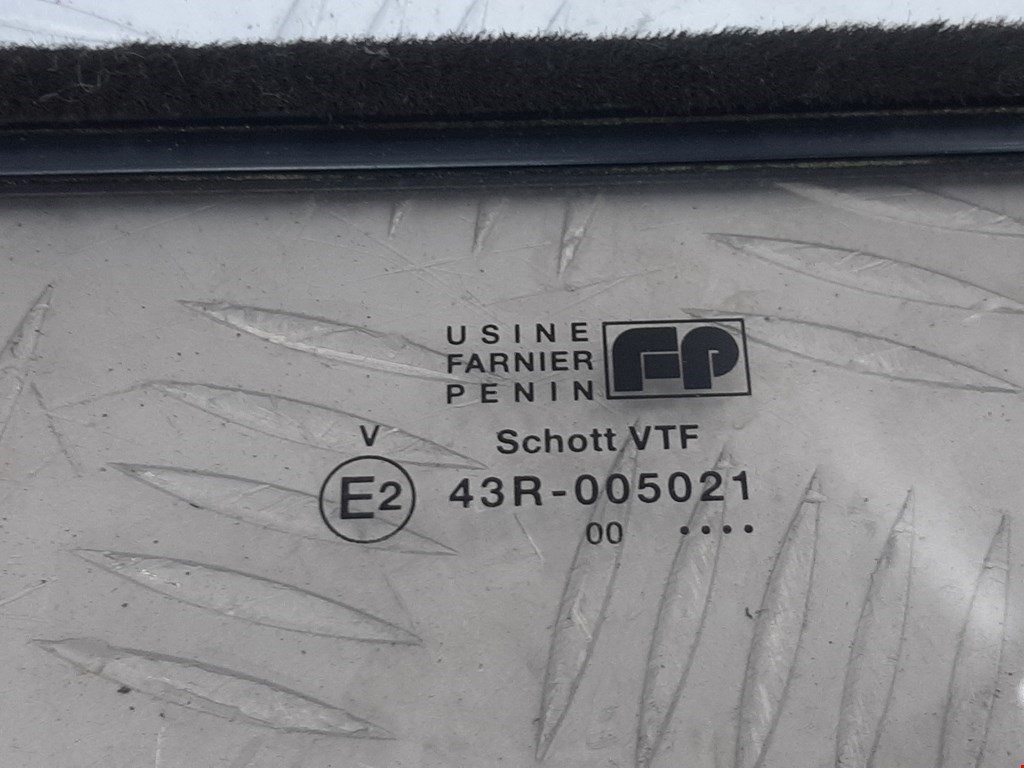 USINE
FARNIER
PENIN
FP
Schott VTF
V
E2 43R-005021
00 ••••